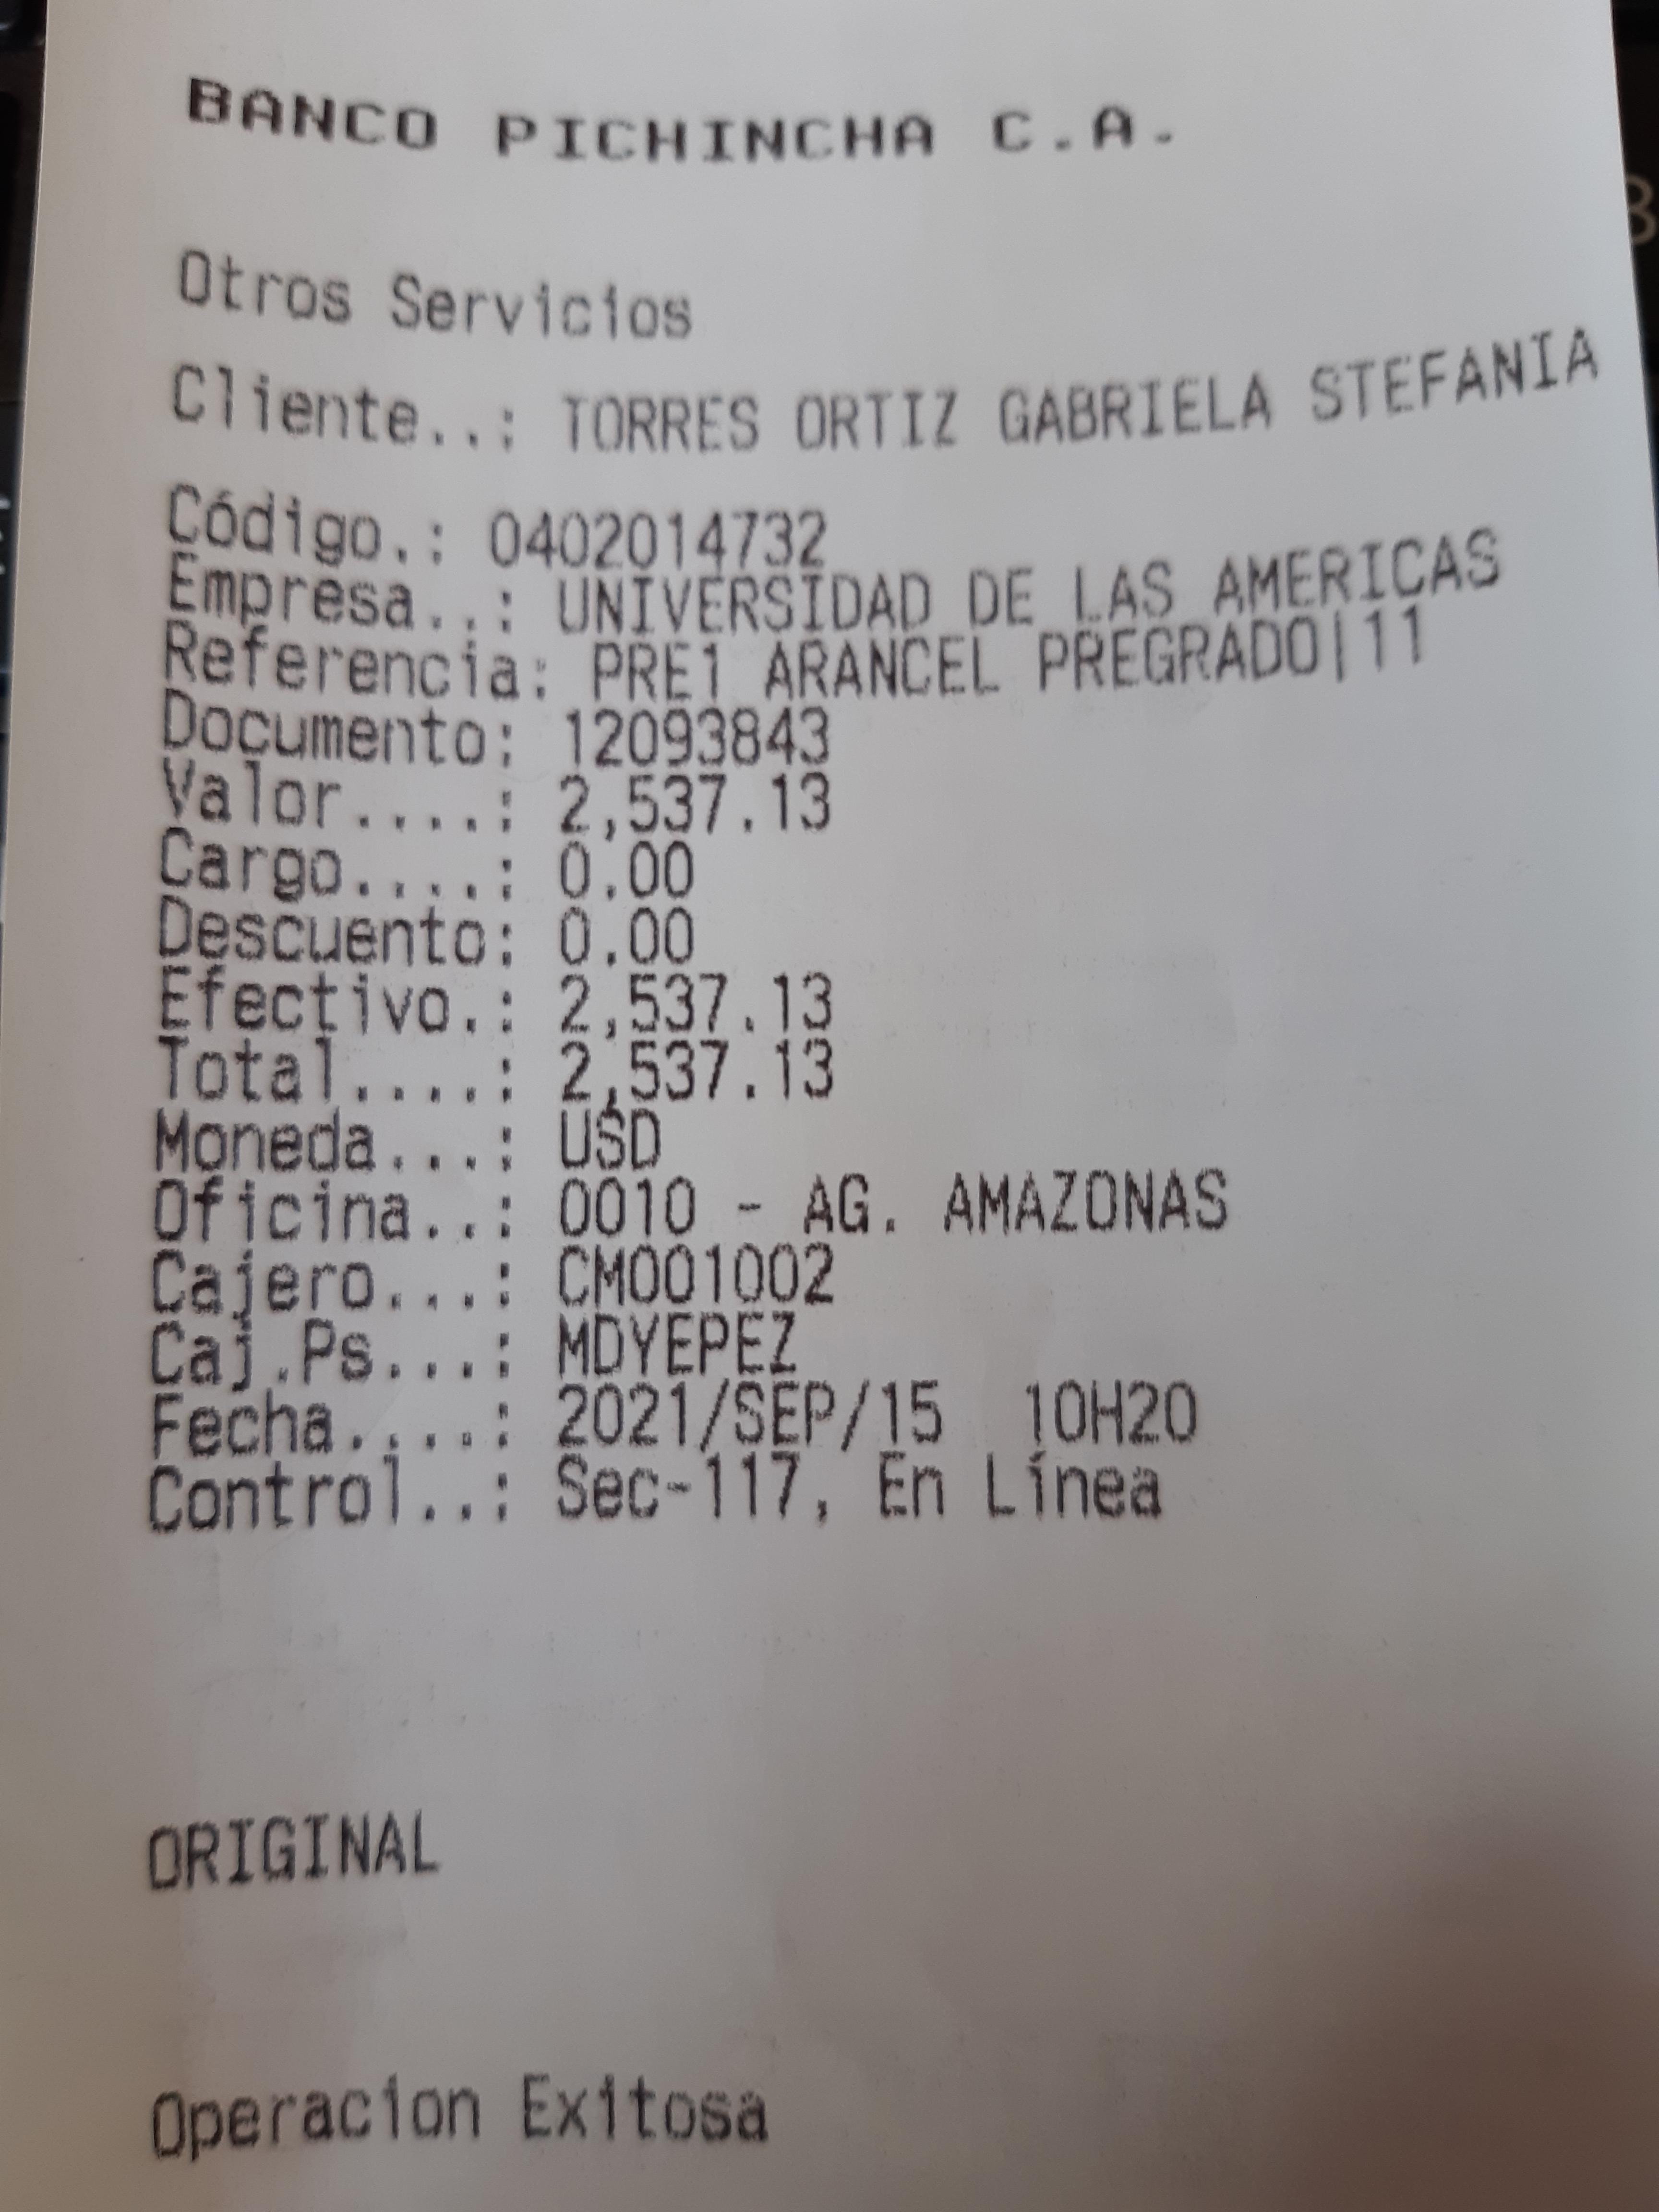 BANCO PICHINCHA C.A.
Otros Servicios
Cliente..: TORRES ORTIZ GABRIELA STEFANIA
Código.: 0402014732
Empresa..: UNIVERSIDAD DE LAS AMERICAS
Referencia: PRE1 ARANCEL PREGRADO|11
Documento: 12093843
Valor....: 2,537.13
Cargo....: 0.00
Descuento: 0.00
Efectivo.: 2,537.13
Total....: 2,537.13
Moneda...: USD
Oficina..: 0010 - AG. AMAZONAS
Cajero...: CM001002
Caj.Ps...: MDYEPEZ
Fecha....: 2021/SEP/15 10H20
Control..: Sec-117, En Línea
ORIGINAL
Operacion Exitosa